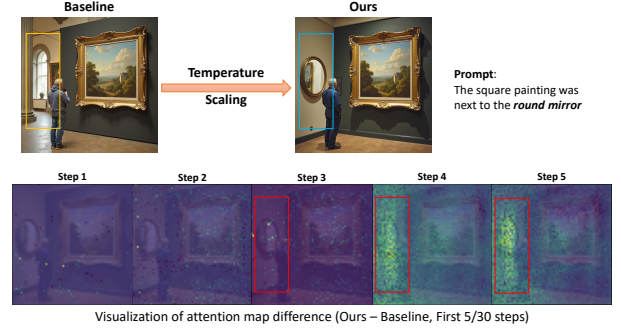 Baseline
Ours
Temperature
Scaling
Prompt:
The square painting was
next to the round mirror
Step 1
Step 2
Step 3
Step 4
Step 5
Visualization of attention map difference (Ours – Baseline, First 5/30 steps)